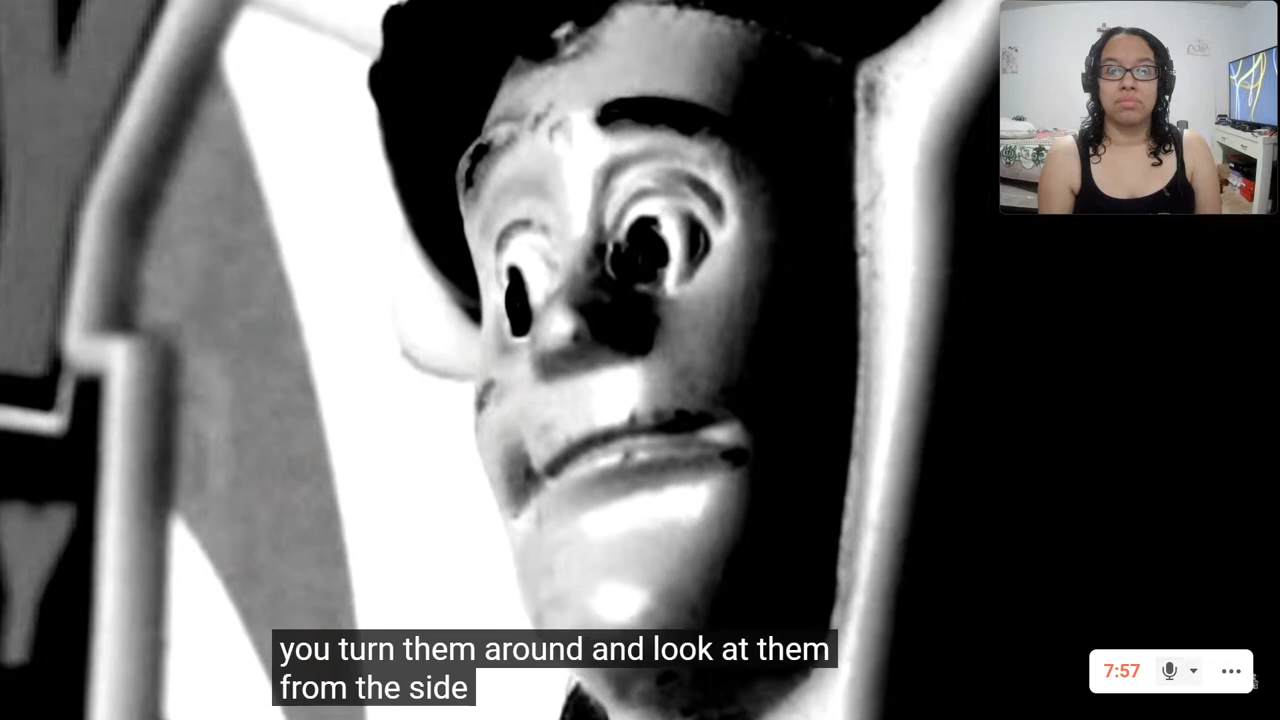 you turn them around and look at them
from the side
7:57